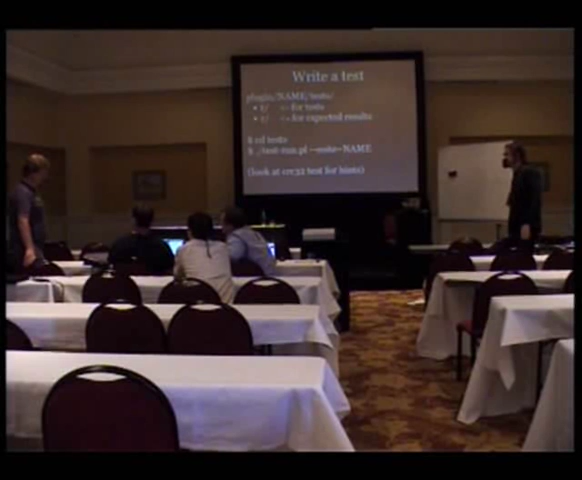 Write a test
plugin/NAME/tests/
• t/ <- for tests
• r/ <- for expected results
$ cd tests
$ ./test-run.pl --suite=NAME
(look at crc32 test for hints)